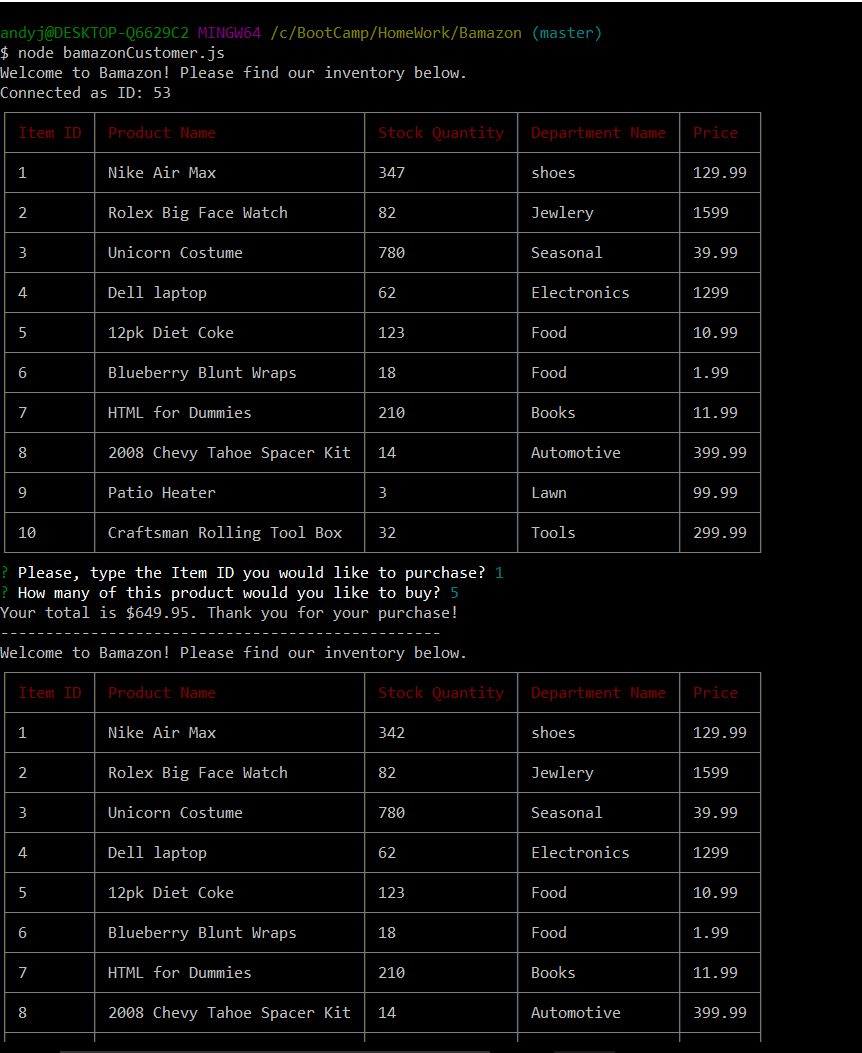 andyj@DESKTOP-Q6629C2 MINGW64 /c/BootCamp/HomeWork/Bamazon (master)
$ node bamazonCustomer.js
Welcome to Bamazon! Please find our inventory below.
Connected as ID: 53
Item ID Product Name Stock Quantity Department Name Price
1 Nike Air Max 347 shoes 129.99
2 Rolex Big Face Watch 82 Jewlery 1599
3 Unicorn Costume 780 Seasonal 39.99
4 Dell laptop 62 Electronics 1299
5 12pk Diet Coke 123 Food 10.99
6 Blueberry Blunt Wraps 18 Food 1.99
7 HTML for Dummies 210 Books 11.99
8 2008 Chevy Tahoe Spacer Kit 14 Automotive 399.99
9 Patio Heater 3 Lawn 99.99
10 Craftsman Rolling Tool Box 32 Tools 299.99
? Please, type the Item ID you would like to purchase? 1
? How many of this product would you like to buy? 5
Your total is $649.95. Thank you for your purchase!
-------------------------------------------------
Welcome to Bamazon! Please find our inventory below.
Item ID Product Name Stock Quantity Department Name Price
1 Nike Air Max 342 shoes 129.99
2 Rolex Big Face Watch 82 Jewlery 1599
3 Unicorn Costume 780 Seasonal 39.99
4 Dell laptop 62 Electronics 1299
5 12pk Diet Coke 123 Food 10.99
6 Blueberry Blunt Wraps 18 Food 1.99
7 HTML for Dummies 210 Books 11.99
8 2008 Chevy Tahoe Spacer Kit 14 Automotive 399.99